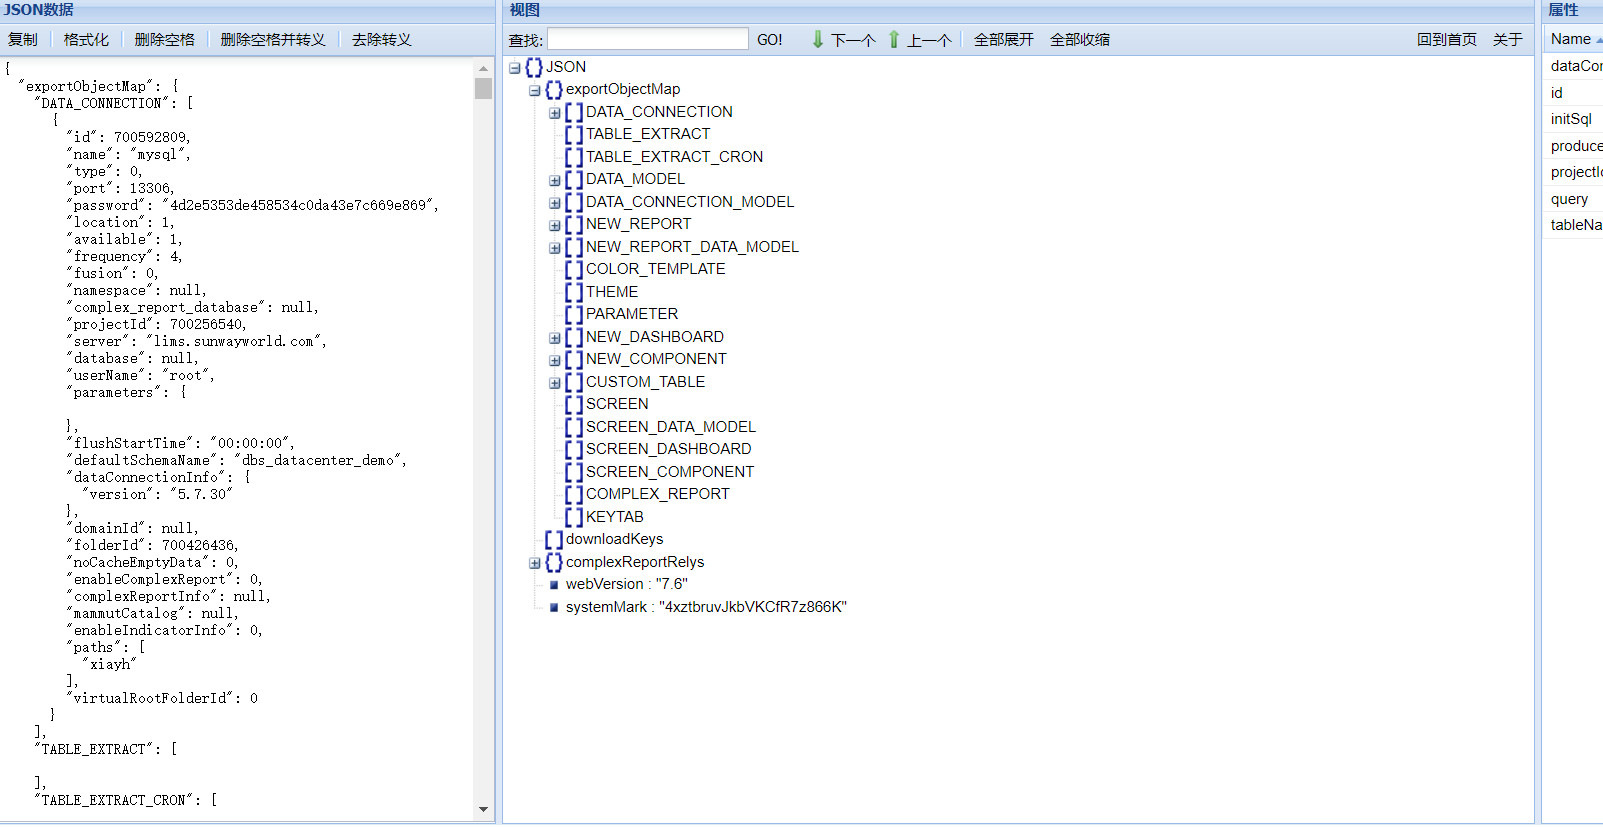 JSON数据
复制 格式化 删除空格 删除空格并转义 去除转义
{
"exportObjectMap": {
"DATA_CONNECTION": [
{
"id": 700592809,
"name": "mysql",
"type": 0,
"port": 13306,
"password": "4d2e5353de458534c0da43e7c669e869",
"location": 1,
"available": 1,
"frequency": 4,
"fusion": 0,
"namespace": null,
"complex_report_database": null,
"projectId": 700256540,
"server": "lims.sunwayworld.com",
"database": null,
"userName": "root",
"parameters": {
},
"flushStartTime": "00:00:00",
"defaultSchemaName": "dbs_datacenter_demo",
"dataConnectionInfo": {
"version": "5.7.30"
},
"domainId": null,
"folderId": 700426436,
"noCacheEmptyData": 0,
"enableComplexReport": 0,
"complexReportInfo": null,
"mammutCatalog": null,
"enableIndicatorInfo": 0,
"paths": [
"xiayh"
],
"virtualRootFolderId": 0
}
],
"TABLE_EXTRACT": [
],
"TABLE_EXTRACT_CRON": [
视图
查找: GO! 下一个 上一个 全部展开 全部收缩 回到首页 关于
JSON
exportObjectMap
DATA_CONNECTION
TABLE_EXTRACT
TABLE_EXTRACT_CRON
DATA_MODEL
DATA_CONNECTION_MODEL
NEW_REPORT
NEW_REPORT_DATA_MODEL
COLOR_TEMPLATE
THEME
PARAMETER
NEW_DASHBOARD
NEW_COMPONENT
CUSTOM_TABLE
SCREEN
SCREEN_DATA_MODEL
SCREEN_DASHBOARD
SCREEN_COMPONENT
COMPLEX_REPORT
KEYTAB
downloadKeys
complexReportRelys
webVersion : "7.6"
systemMark : "4xztbruvJkbVKCfR7z866K"
属性
Name
dataCon
id
initSql
produce
projectI
query
tableNa